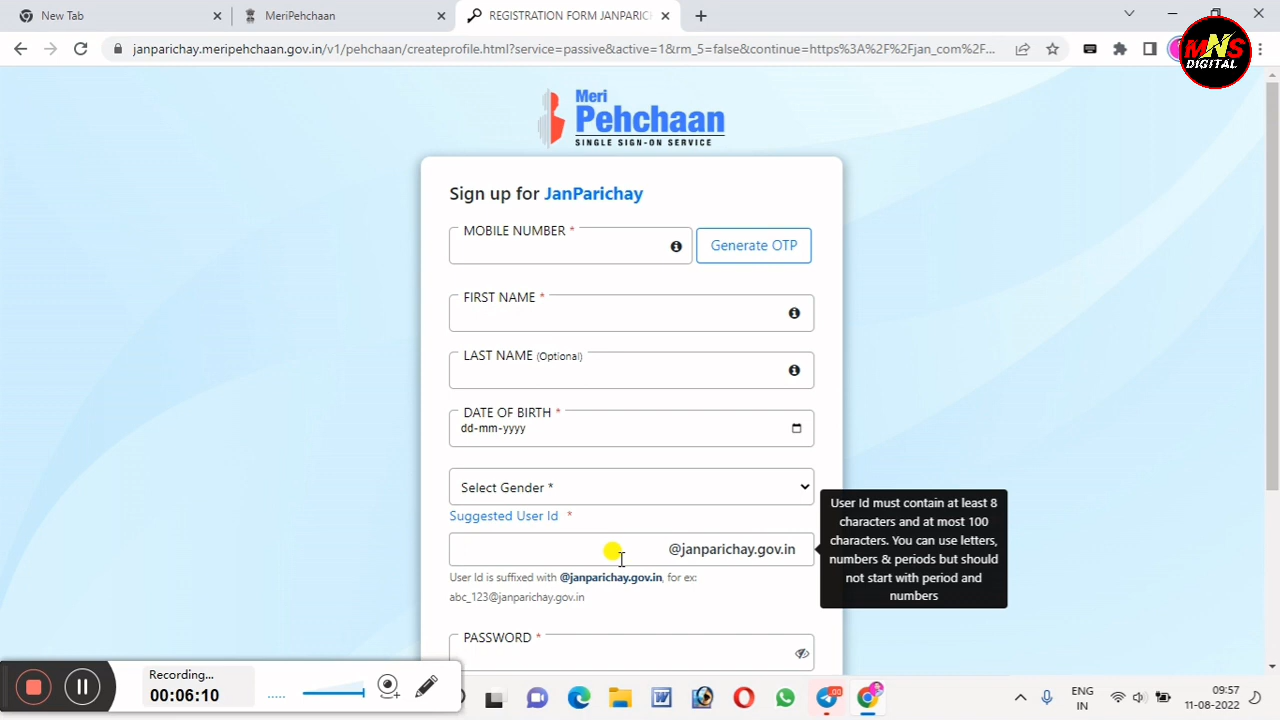 New Tab
MeriPehchaan
REGISTRATION FORM JANPARIC
janparichay.meripehchaan.gov.in/v1/pehchaan/createprofile.html?service=passive&active=1&rm_5=false&continue=https%3A%2F%2Fjan_com%2F...
MNS
DIGITAL
Meri
Pehchaan
SINGLE SIGN-ON SERVICE
Sign up for JanParichay
MOBILE NUMBER *
Generate OTP
FIRST NAME *
LAST NAME (Optional)
DATE OF BIRTH *
dd-mm-yyyy
Select Gender *
Suggested User Id *
@janparichay.gov.in
User Id is suffixed with @janparichay.gov.in, for ex:
abc_123@janparichay.gov.in
User Id must contain at least 8
characters and at most 100
characters. You can use letters,
numbers & periods but should
not start with period and
numbers
PASSWORD *
Recording...
00:06:10
ENG
IN
09:57
11-08-2022